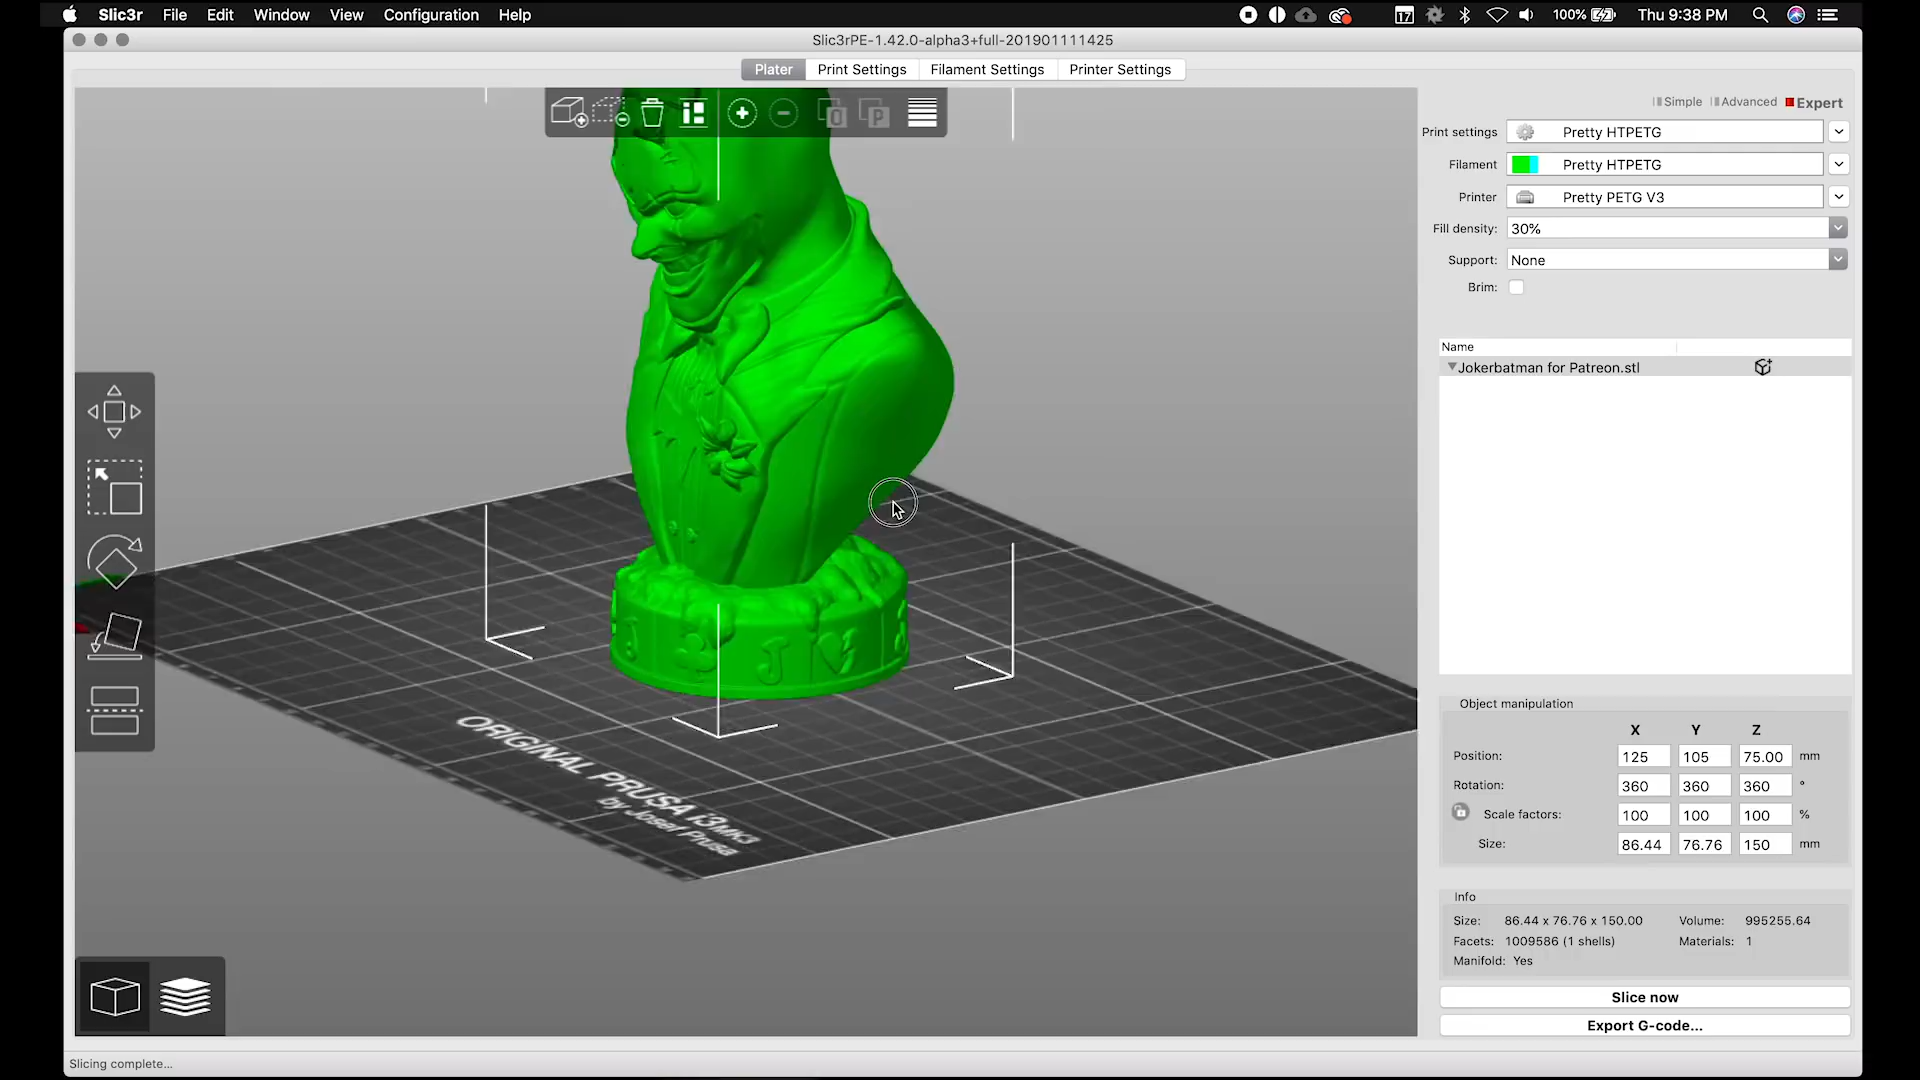 Slic3r File Edit Window View Configuration Help 17 100% Thu 9:38 PM
Slic3rPE-1.42.0-alpha3+full-201901111425
Plater Print Settings Filament Settings Printer Settings
Simple Advanced Expert
Print settings Pretty HTPETG
Filament Pretty HTPETG
Printer Pretty PETG V3
Fill density: 30%
Support: None
Brim:
Name
Jokerbatman for Patreon.stl
O P
J J
ORIGINAL PRUSA i3MK3
by Josef Prusa
Object manipulation
X Y Z
Position: 125 105 75.00 mm
Rotation: 360 360 360 °
Scale factors: 100 100 100 %
Size: 86.44 76.76 150 mm
Info
Size: 86.44 x 76.76 x 150.00 Volume: 995255.64
Facets: 1009586 (1 shells) Materials: 1
Manifold: Yes
Slice now
Export G-code...
Slicing complete...